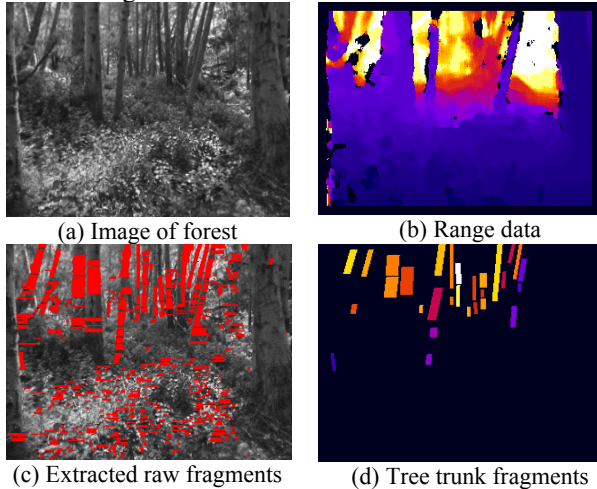 (a) Image of forest
(b) Range data
(c) Extracted raw fragments
(d) Tree trunk fragments